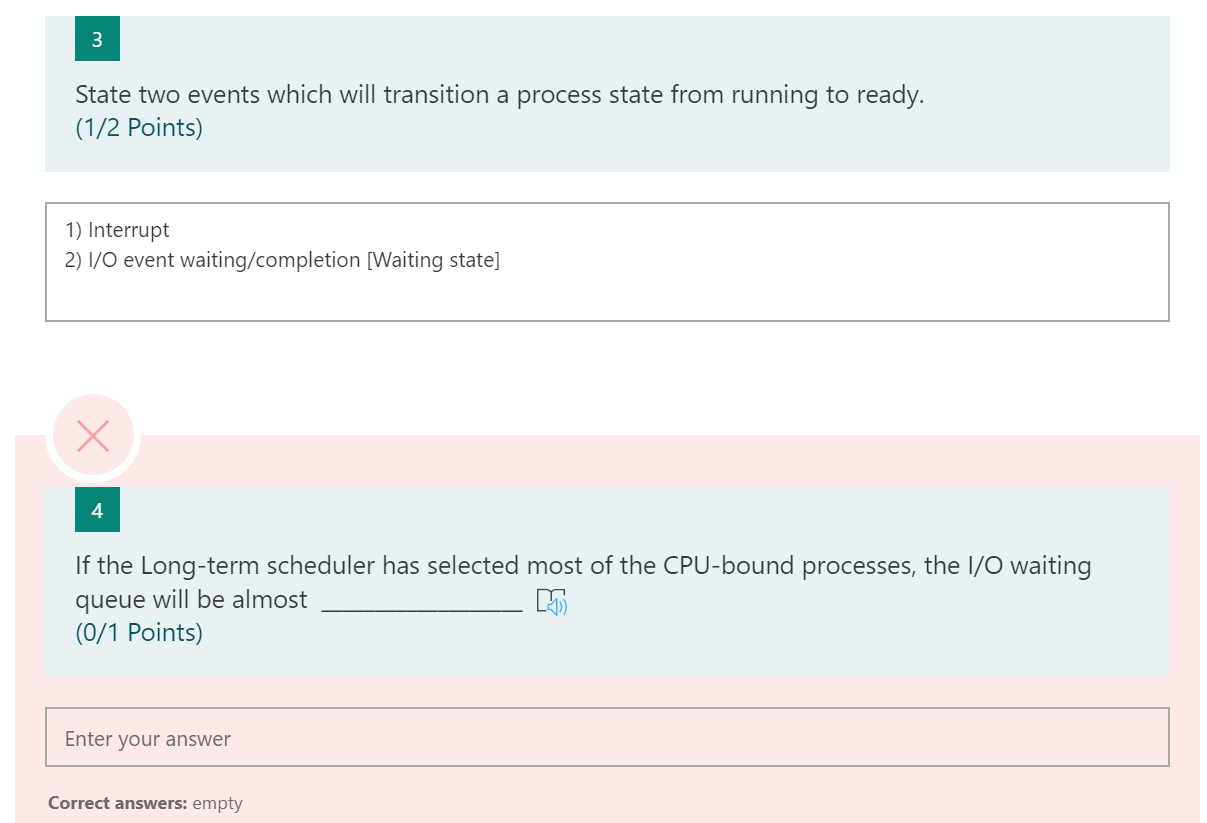 3
State two events which will transition a process state from running to ready.
(1/2 Points)
1) Interrupt
2) I/O event waiting/completion [Waiting state]
4
If the Long-term scheduler has selected most of the CPU-bound processes, the I/O waiting
queue will be almost ___________________
(0/1 Points)
Enter your answer
Correct answers: empty